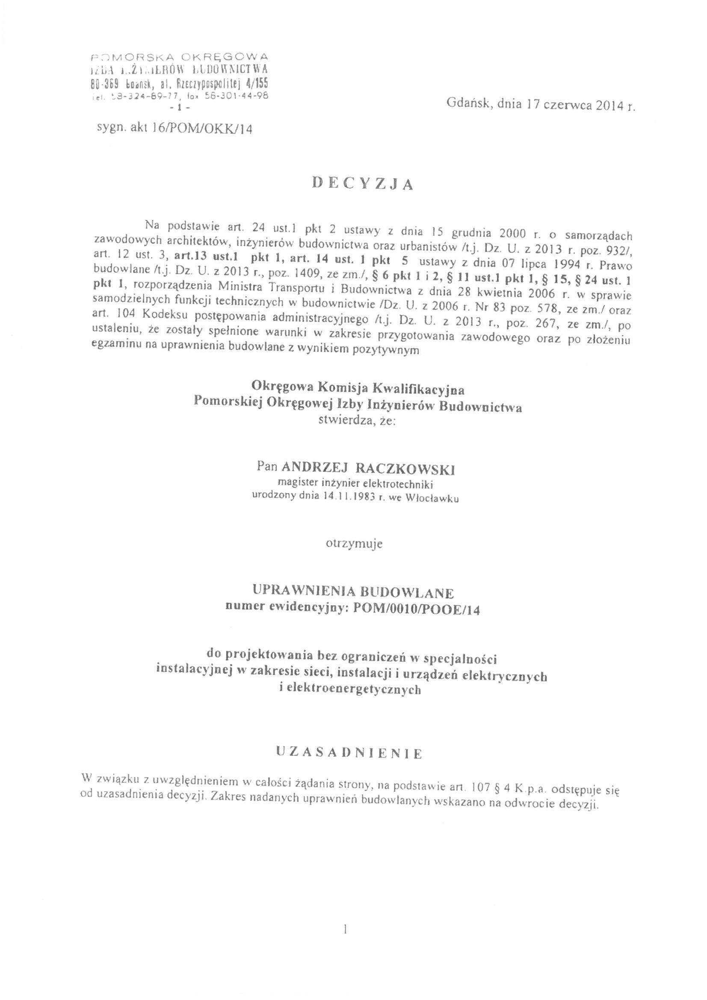 POMORSKA OKRĘGOWA
IZBA INŻYNIERÓW BUDOWNICTWA
80-369 Gdańsk, al. Rzeczypospolitej 4/155
tel. 58-324-89-77, fax 58-301-44-98
- 1 -
Gdańsk, dnia 17 czerwca 2014 r.
sygn. akt 16/POM/OKK/14
DECYZJA
Na podstawie art. 24 ust.1 pkt 2 ustawy z dnia 15 grudnia 2000 r. o samorządach
zawodowych architektów, inżynierów budownictwa oraz urbanistów /t.j. Dz. U. z 2013 r. poz. 932/,
art. 12 ust. 3, art.13 ust.1 pkt 1, art. 14 ust. 1 pkt 5 ustawy z dnia 07 lipca 1994 r. Prawo
budowlane /t.j. Dz. U. z 2013 r., poz. 1409, ze zm./, § 6 pkt 1 i 2, § 11 ust.1 pkt 1, § 15, § 24 ust. 1
pkt 1, rozporządzenia Ministra Transportu i Budownictwa z dnia 28 kwietnia 2006 r. w sprawie
samodzielnych funkcji technicznych w budownictwie /Dz. U. z 2006 r. Nr 83 poz. 578, ze zm./ oraz
art. 104 Kodeksu postępowania administracyjnego /t.j. Dz. U. z 2013 r., poz. 267, ze zm./, po
ustaleniu, że zostały spełnione warunki w zakresie przygotowania zawodowego oraz po złożeniu
egzaminu na uprawnienia budowlane z wynikiem pozytywnym
Okręgowa Komisja Kwalifikacyjna
Pomorskiej Okręgowej Izby Inżynierów Budownictwa
stwierdza, że:
Pan ANDRZEJ RACZKOWSKI
magister inżynier elektrotechniki
urodzony dnia 14.11.1983 r. we Włocławku
otrzymuje
UPRAWNIENIA BUDOWLANE
numer ewidencyjny: POM/0010/POOE/14
do projektowania bez ograniczeń w specjalności
instalacyjnej w zakresie sieci, instalacji i urządzeń elektrycznych
i elektroenergetycznych
UZASADNIENIE
W związku z uwzględnieniem w całości żądania strony, na podstawie art. 107 § 4 K.p.a. odstępuje się
od uzasadnienia decyzji. Zakres nadanych uprawnień budowlanych wskazano na odwrocie decyzji.
1